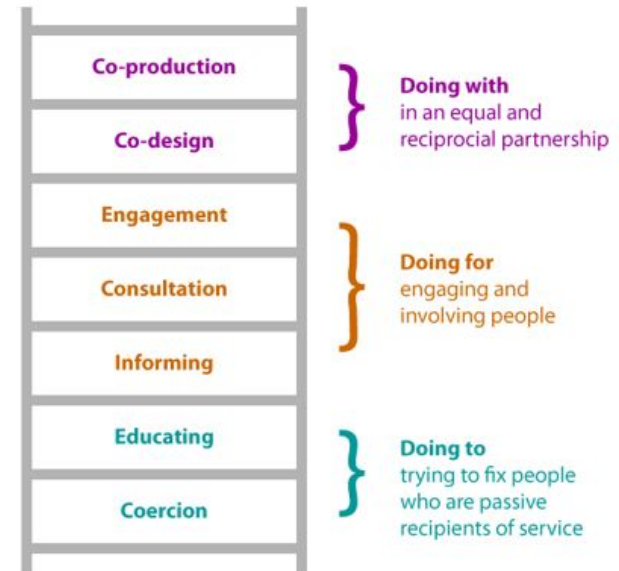 Co-production
Co-design
Doing with
in an equal and
reciprocial partnership
Engagement
Consultation
Informing
Doing for
engaging and
involving people
Educating
Coercion
Doing to
trying to fix people
who are passive
recipients of service